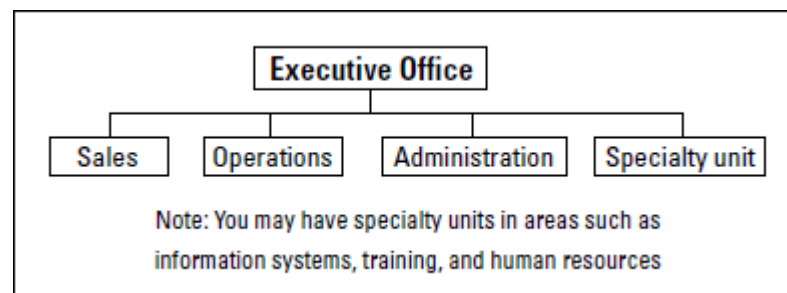 Executive Office
Sales Operations Administration Specialty unit
Note: You may have specialty units in areas such as
information systems, training, and human resources